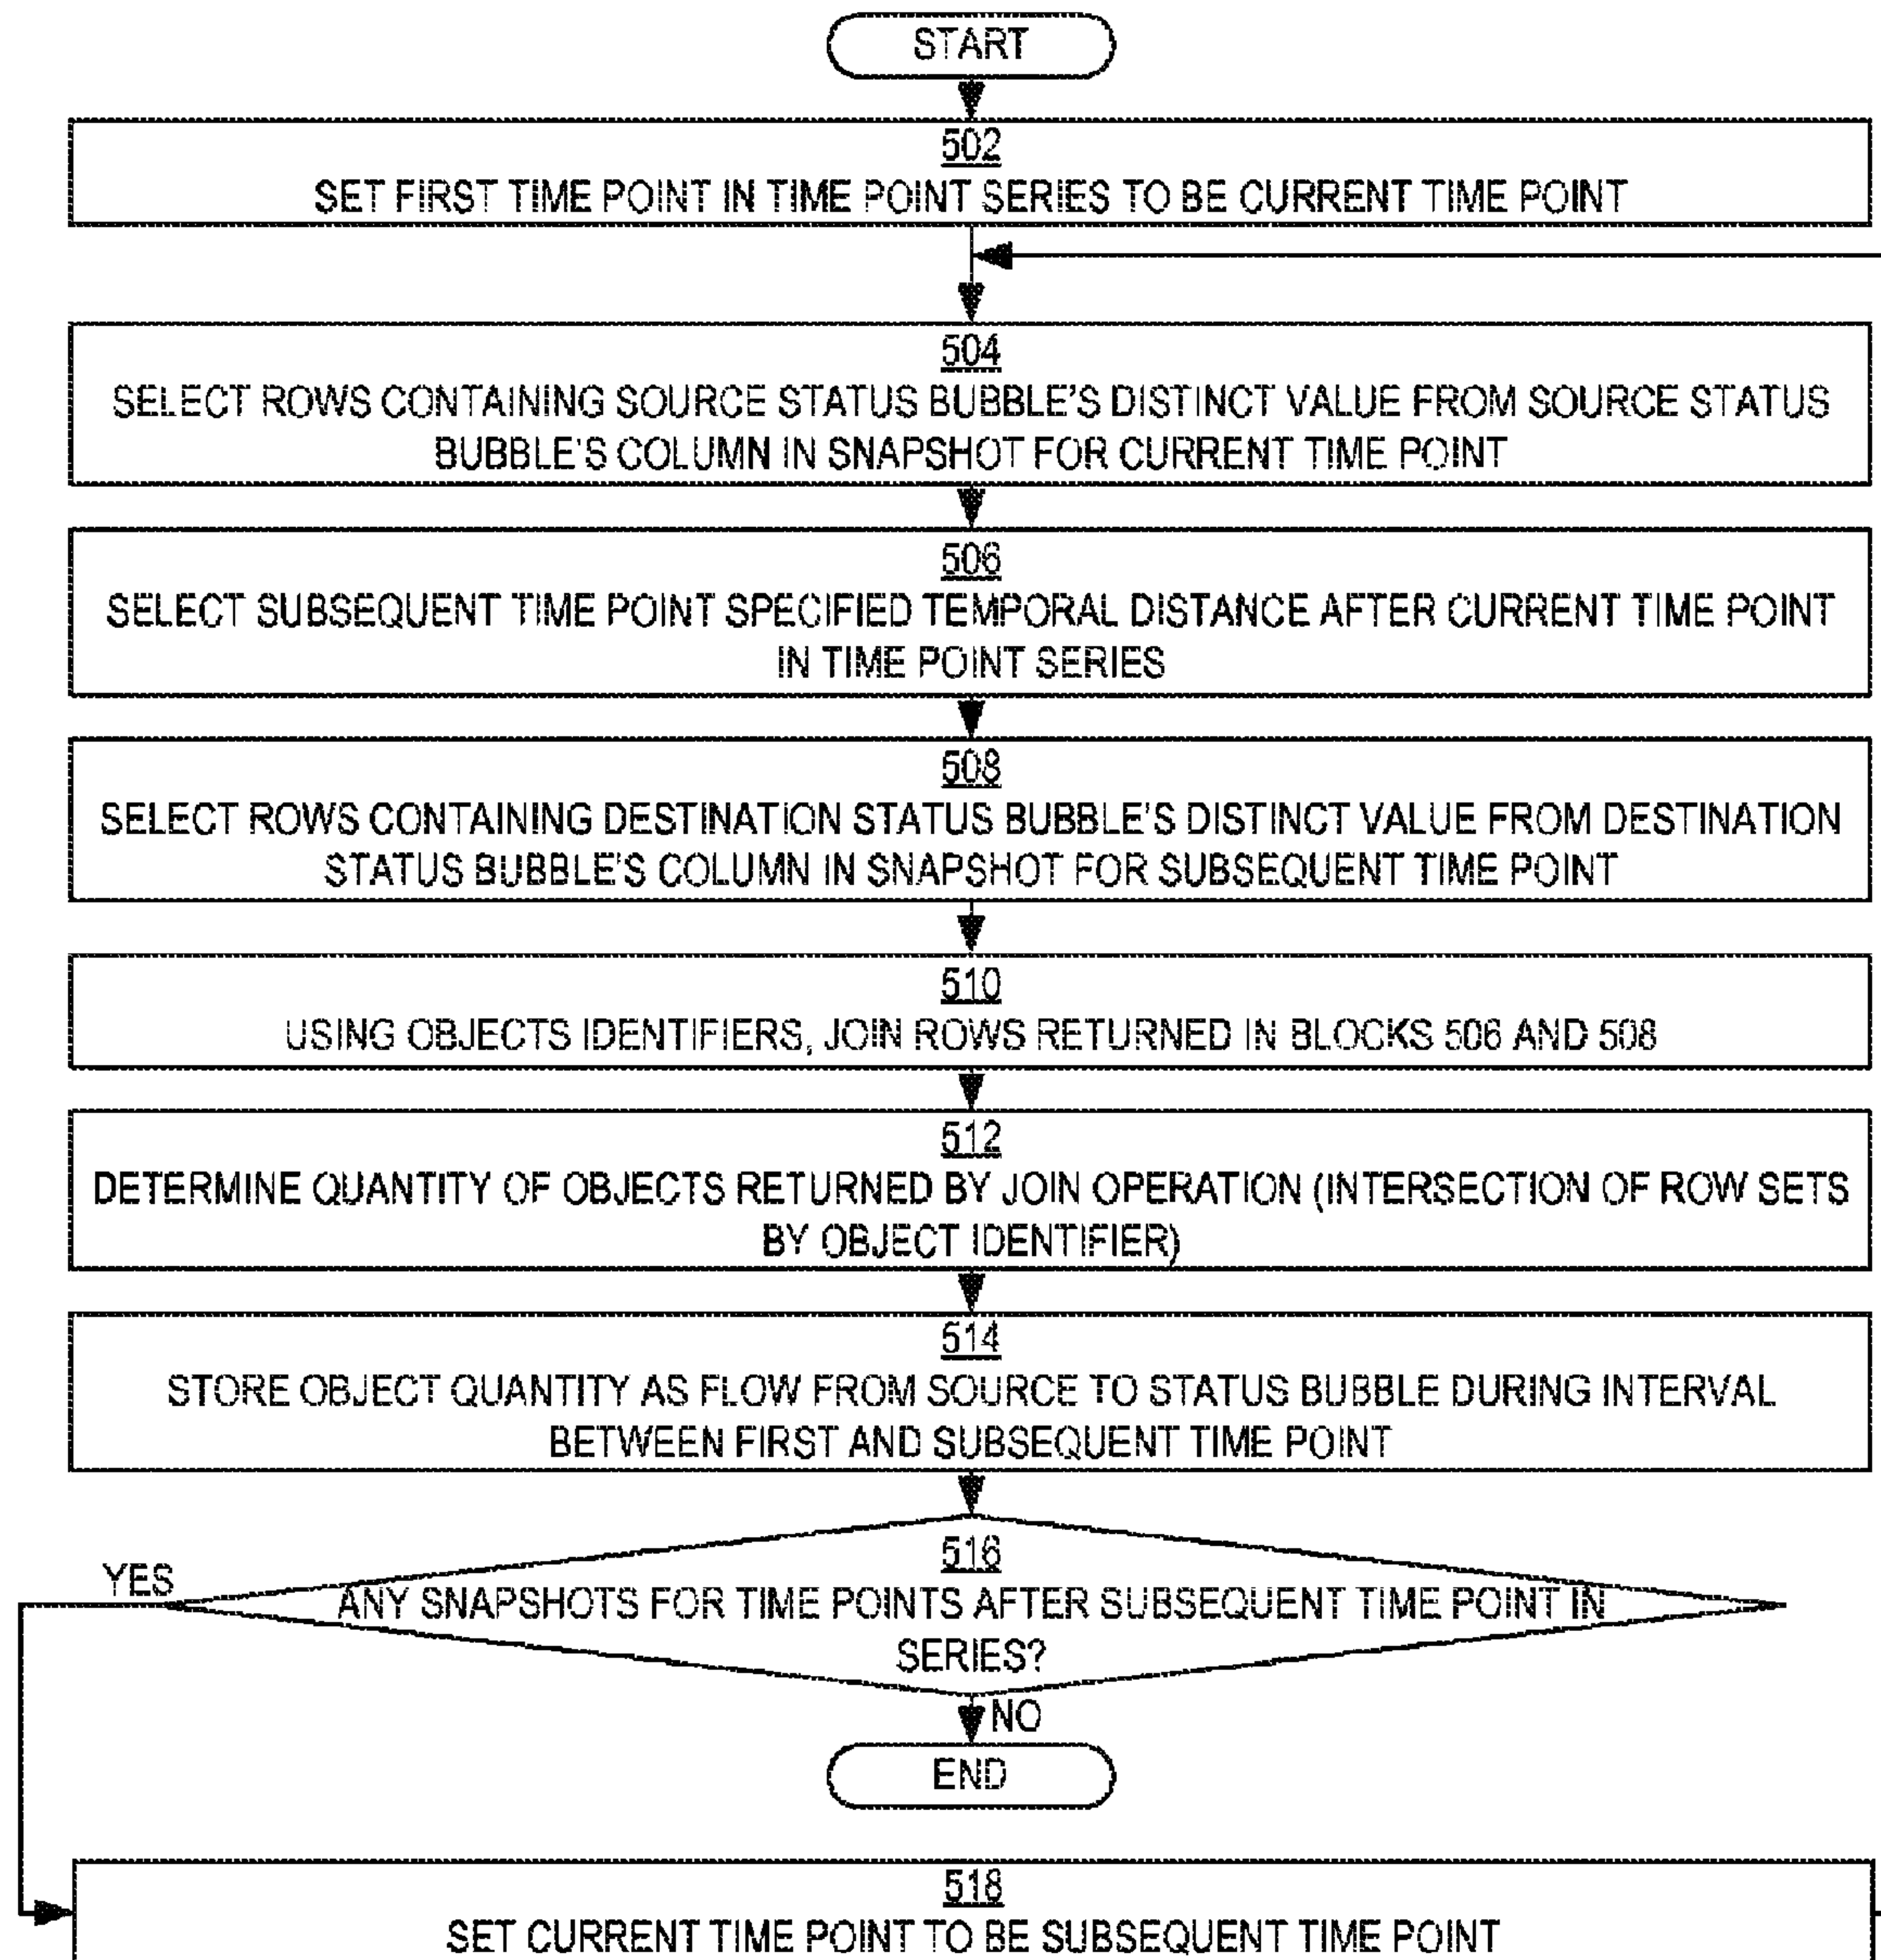 START
502
SET FIRST TIME POINT IN TIME POINT SERIES TO BE CURRENT TIME POINT
504
SELECT ROWS CONTAINING SOURCE STATUS BUBBLE'S DISTINCT VALUE FROM SOURCE STATUS
BUBBLE'S COLUMN IN SNAPSHOT FOR CURRENT TIME POINT
506
SELECT SUBSEQUENT TIME POINT SPECIFIED TEMPORAL DISTANCE AFTER CURRENT TIME POINT
IN TIME POINT SERIES
508
SELECT ROWS CONTAINING DESTINATION STATUS BUBBLE'S DISTINCT VALUE FROM DESTINATION
STATUS BUBBLE'S COLUMN IN SNAPSHOT FOR SUBSEQUENT TIME POINT
510
USING OBJECTS IDENTIFIERS, JOIN ROWS RETURNED IN BLOCKS 506 AND 508
512
DETERMINE QUANTITY OF OBJECTS RETURNED BY JOIN OPERATION (INTERSECTION OF ROW SETS
BY OBJECT IDENTIFIER)
514
STORE OBJECT QUANTITY AS FLOW FROM SOURCE TO STATUS BUBBLE DURING INTERVAL
BETWEEN FIRST AND SUBSEQUENT TIME POINT
516
YES
ANY SNAPSHOTS FOR TIME POINTS AFTER SUBSEQUENT TIME POINT IN
SERIES?
NO
END
518
SET CURRENT TIME POINT TO BE SUBSEQUENT TIME POINT